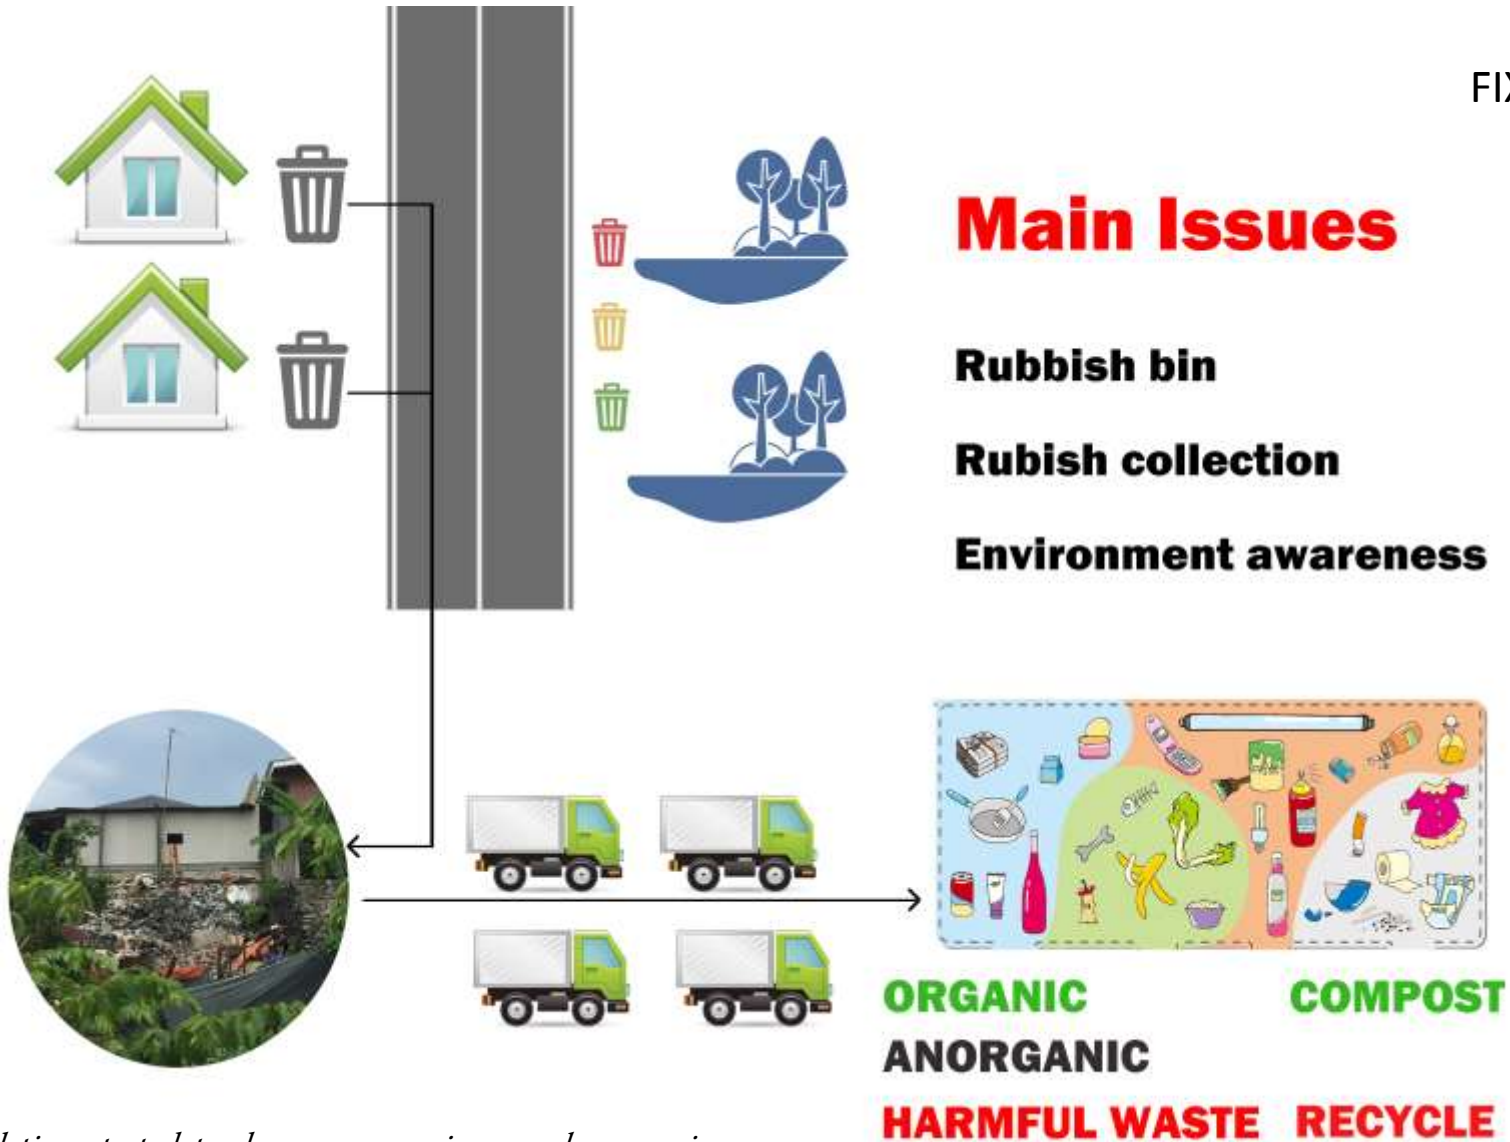 Main Issues
Rubbish bin
Rubish collection
Environment awareness
ORGANIC COMPOST
ANORGANIC
HARMFUL WASTE RECYCLE